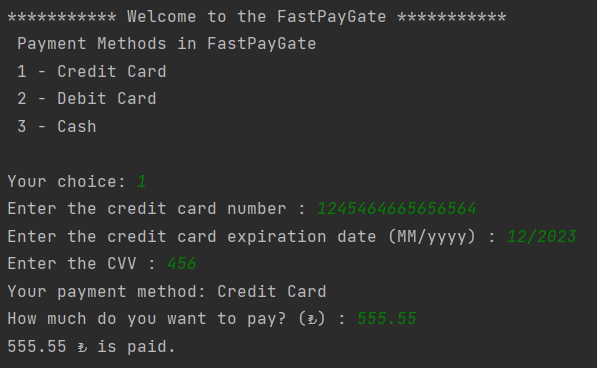 *********** Welcome to the FastPayGate ***********
Payment Methods in FastPayGate
1 - Credit Card
2 - Debit Card
3 - Cash
Your choice: 1
Enter the credit card number : 12454646656565​64
Enter the credit card expiration date (MM/yyyy) : 12/2023
Enter the CVV : 456
Your payment method: Credit Card
How much do you want to pay? (₺) : 555.55
555.55 ₺ is paid.